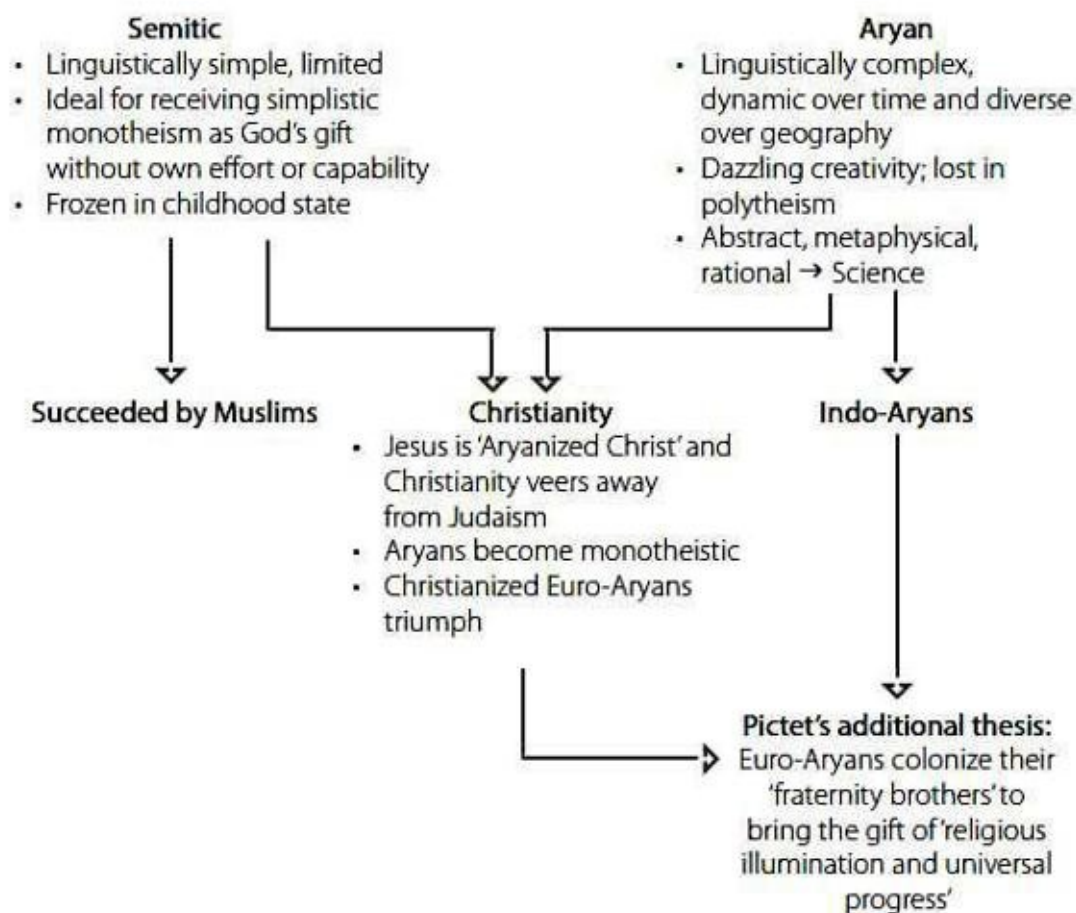 Semitic
• Linguistically simple, limited
• Ideal for receiving simplistic
monotheism as God's gift
without own effort or capability
• Frozen in childhood state
Aryan
• Linguistically complex,
dynamic over time and diverse
over geography
• Dazzling creativity; lost in
polytheism
• Abstract, metaphysical,
rational → Science
Succeeded by Muslims
Christianity
• Jesus is 'Aryanized Christ' and
Christianity veers away
from Judaism
• Aryans become monotheistic
• Christianized Euro-Aryans
triumph
Indo-Aryans
Pictet's additional thesis:
Euro-Aryans colonize their
'fraternity brothers' to
bring the gift of 'religious
illumination and universal
progress'